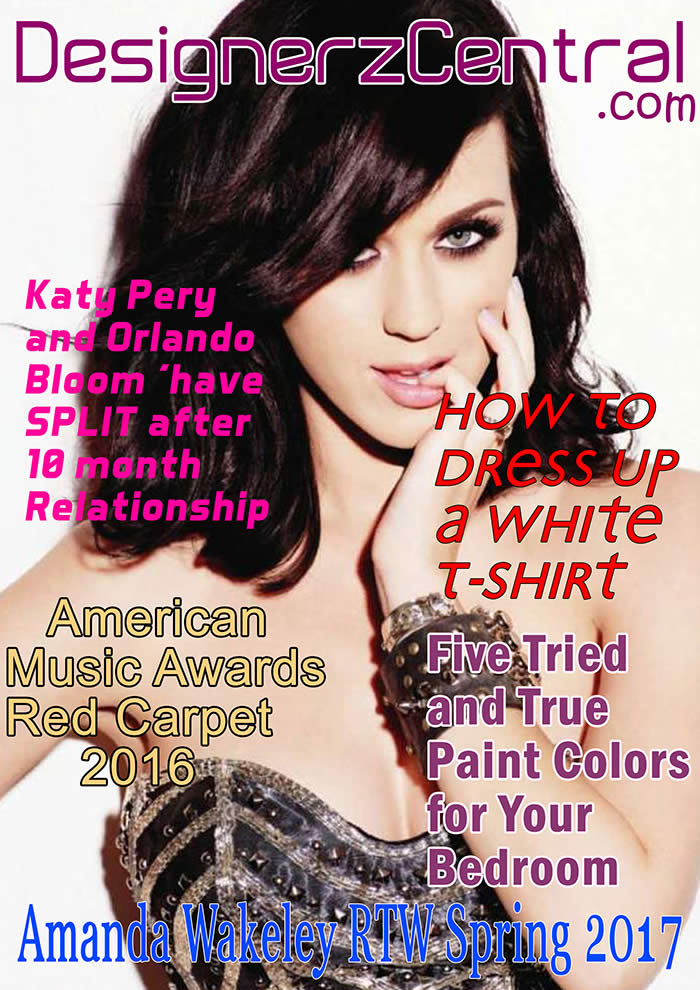 DesignerzCentral
.com
Katy Pery
and Orlando
Bloom ‘have
SPLIT after
10 month
Relationship
HOW TO
DRESS UP
A WHITE
T-SHIRT
American
Music Awards
Red Carpet
2016
Five Tried
and True
Paint Colors
for Your
Bedroom
Amanda Wakeley RTW Spring 2017